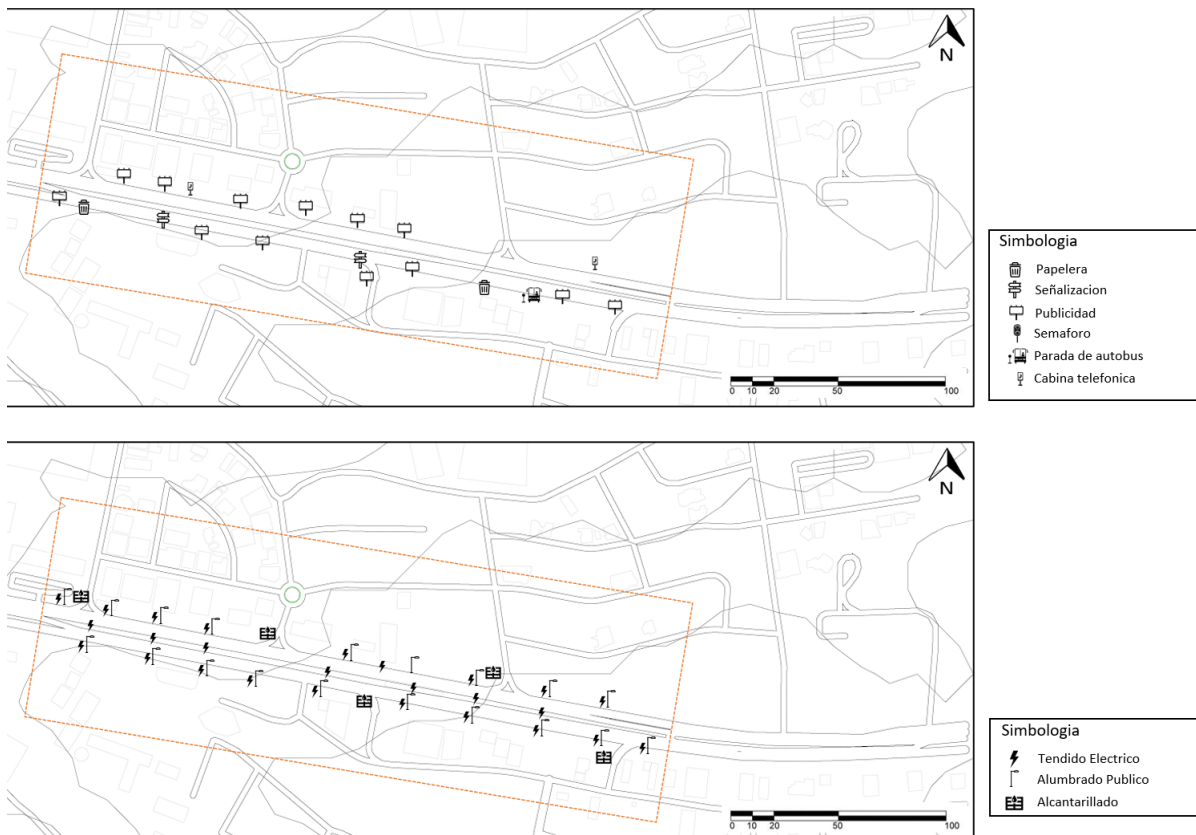 N
0 10 20 50 100
Simbologia
Papelera
Señalizacion
Publicidad
Semaforo
Parada de autobus
Cabina telefonica
N
0 10 20 50 100
Simbologia
Tendido Electrico
Alumbrado Publico
Alcantarillado